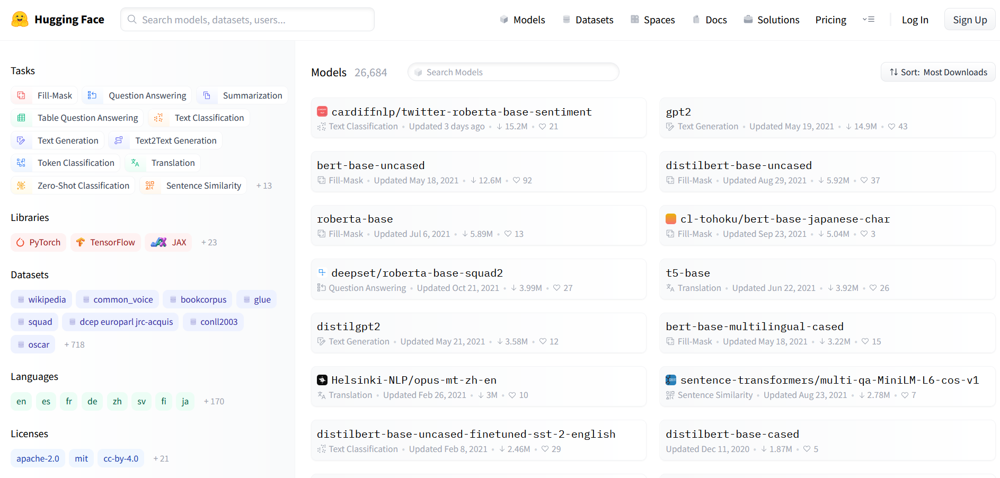 Hugging Face
Search models, datasets, users...
Models
Datasets
Spaces
Docs
Solutions
Pricing
Log In
Sign Up
Tasks
Fill-Mask
Question Answering
Summarization
Table Question Answering
Text Classification
Text Generation
Text2Text Generation
Token Classification
Translation
Zero-Shot Classification
Sentence Similarity
+ 13
Libraries
PyTorch
TensorFlow
JAX
+ 23
Datasets
wikipedia
common_voice
bookcorpus
glue
squad
dcep europarl jrc-acquis
conll2003
oscar
+ 718
Languages
en
es
fr
de
zh
sv
fi
ja
+ 170
Licenses
apache-2.0
mit
cc-by-4.0
+ 21
Models 26,684
Search Models
Sort: Most Downloads
cardiffnlp/twitter-roberta-base-sentiment
Text Classification • Updated 3 days ago • ↓ 15.2M • ♡ 21
gpt2
Text Generation • Updated May 19, 2021 • ↓ 14.9M • ♡ 43
bert-base-uncased
Fill-Mask • Updated May 18, 2021 • ↓ 12.6M • ♡ 92
distilbert-base-uncased
Fill-Mask • Updated Aug 29, 2021 • ↓ 5.92M • ♡ 37
roberta-base
Fill-Mask • Updated Jul 6, 2021 • ↓ 5.89M • ♡ 13
cl-tohoku/bert-base-japanese-char
Fill-Mask • Updated Sep 23, 2021 • ↓ 5.04M • ♡ 3
deepset/roberta-base-squad2
Question Answering • Updated Oct 21, 2021 • ↓ 3.99M • ♡ 27
t5-base
Translation • Updated Jun 22, 2021 • ↓ 3.92M • ♡ 26
distilgpt2
Text Generation • Updated May 21, 2021 • ↓ 3.58M • ♡ 12
bert-base-multilingual-cased
Fill-Mask • Updated May 18, 2021 • ↓ 3.22M • ♡ 15
Helsinki-NLP/opus-mt-zh-en
Translation • Updated Feb 26, 2021 • ↓ 3M • ♡ 10
sentence-transformers/multi-qa-MiniLM-L6-cos-v1
Sentence Similarity • Updated Aug 23, 2021 • ↓ 2.78M • ♡ 7
distilbert-base-uncased-finetuned-sst-2-english
Text Classification • Updated Feb 8, 2021 • ↓ 2.46M • ♡ 29
distilbert-base-cased
Updated Dec 11, 2020 • ↓ 1.87M • ♡ 5